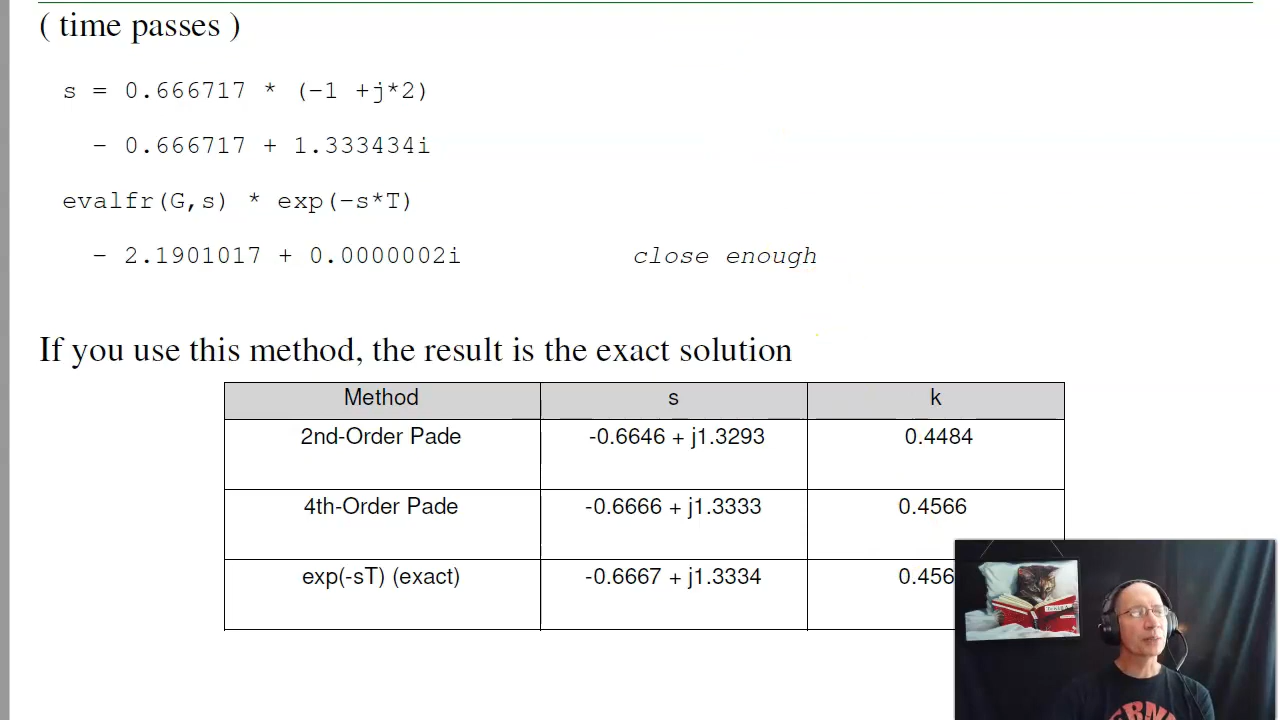 ( time passes )
s = 0.666717 * (-1 +j*2)
- 0.666717 + 1.333434i
evalfr(G,s) * exp(-s*T)
- 2.1901017 + 0.0000002i close enough
If you use this method, the result is the exact solution
Method s k
2nd-Order Pade -0.6646 + j1.3293 0.4484
4th-Order Pade -0.6666 + j1.3333 0.4566
exp(-sT) (exact) -0.6667 + j1.3334 0.456